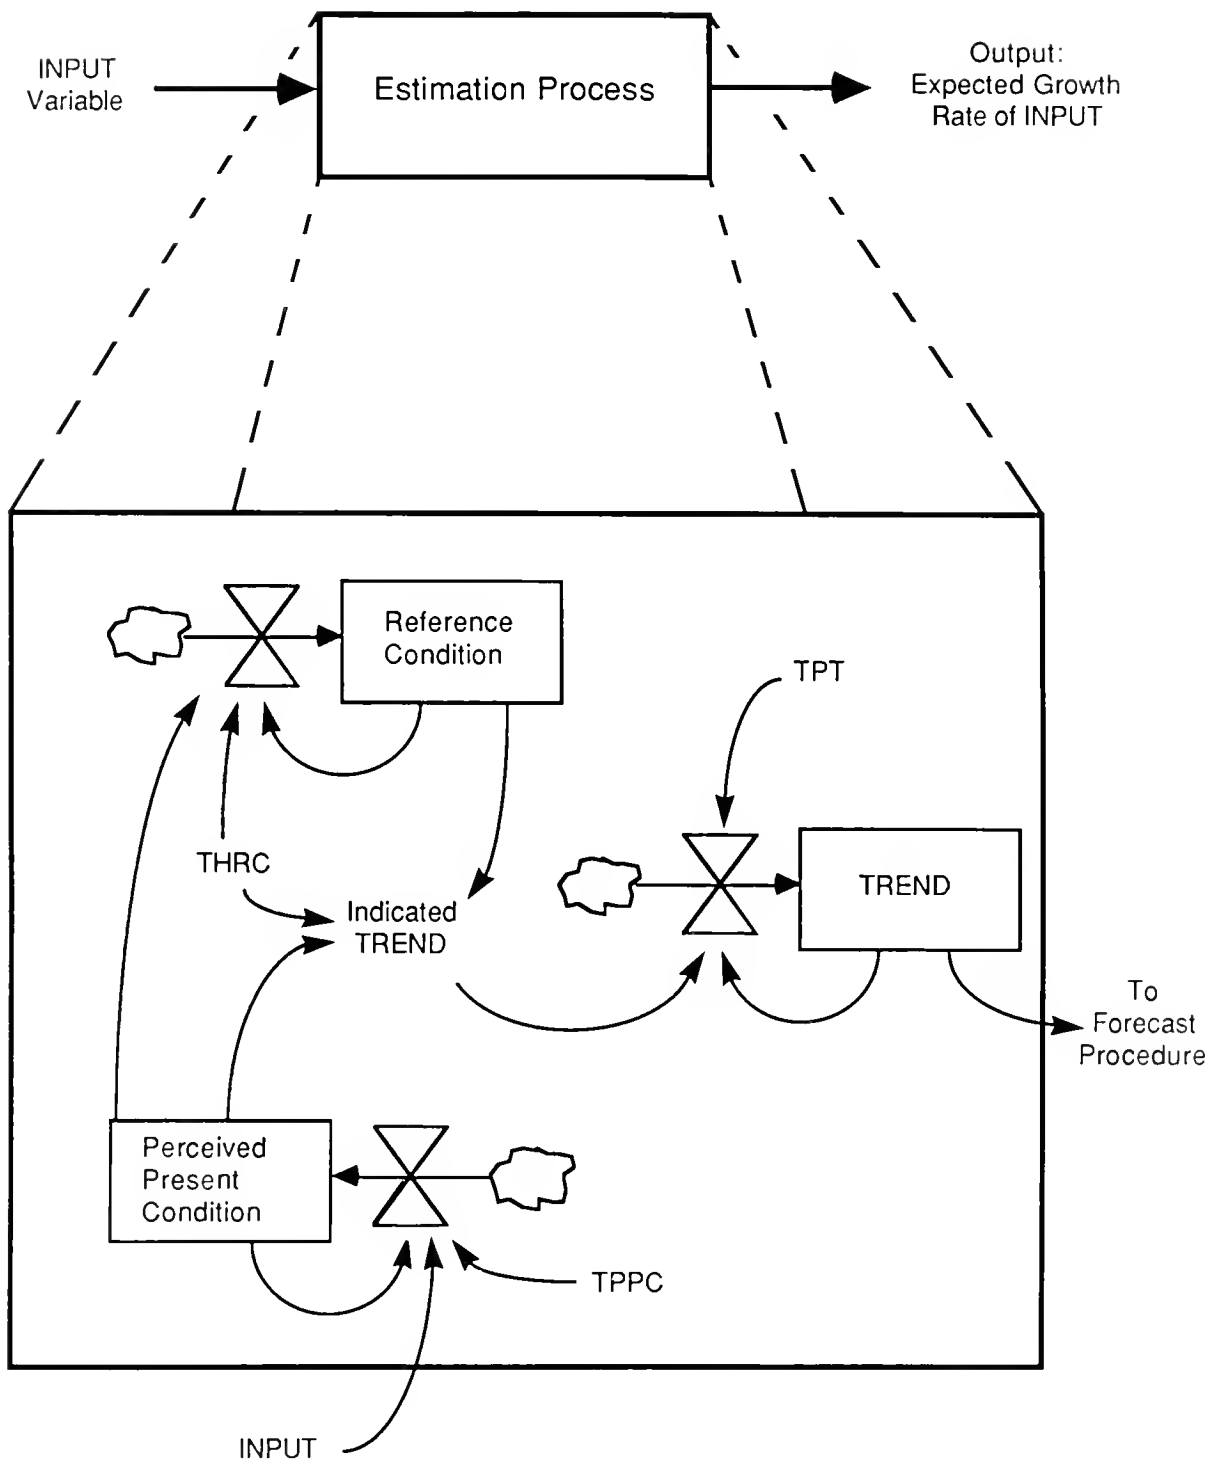 INPUT
Variable
Estimation Process
Output:
Expected Growth
Rate of INPUT
Reference
Condition
TPT
THRC
Indicated
TREND
TREND
To
Forecast
Procedure
Perceived
Present
Condition
TPPC
INPUT